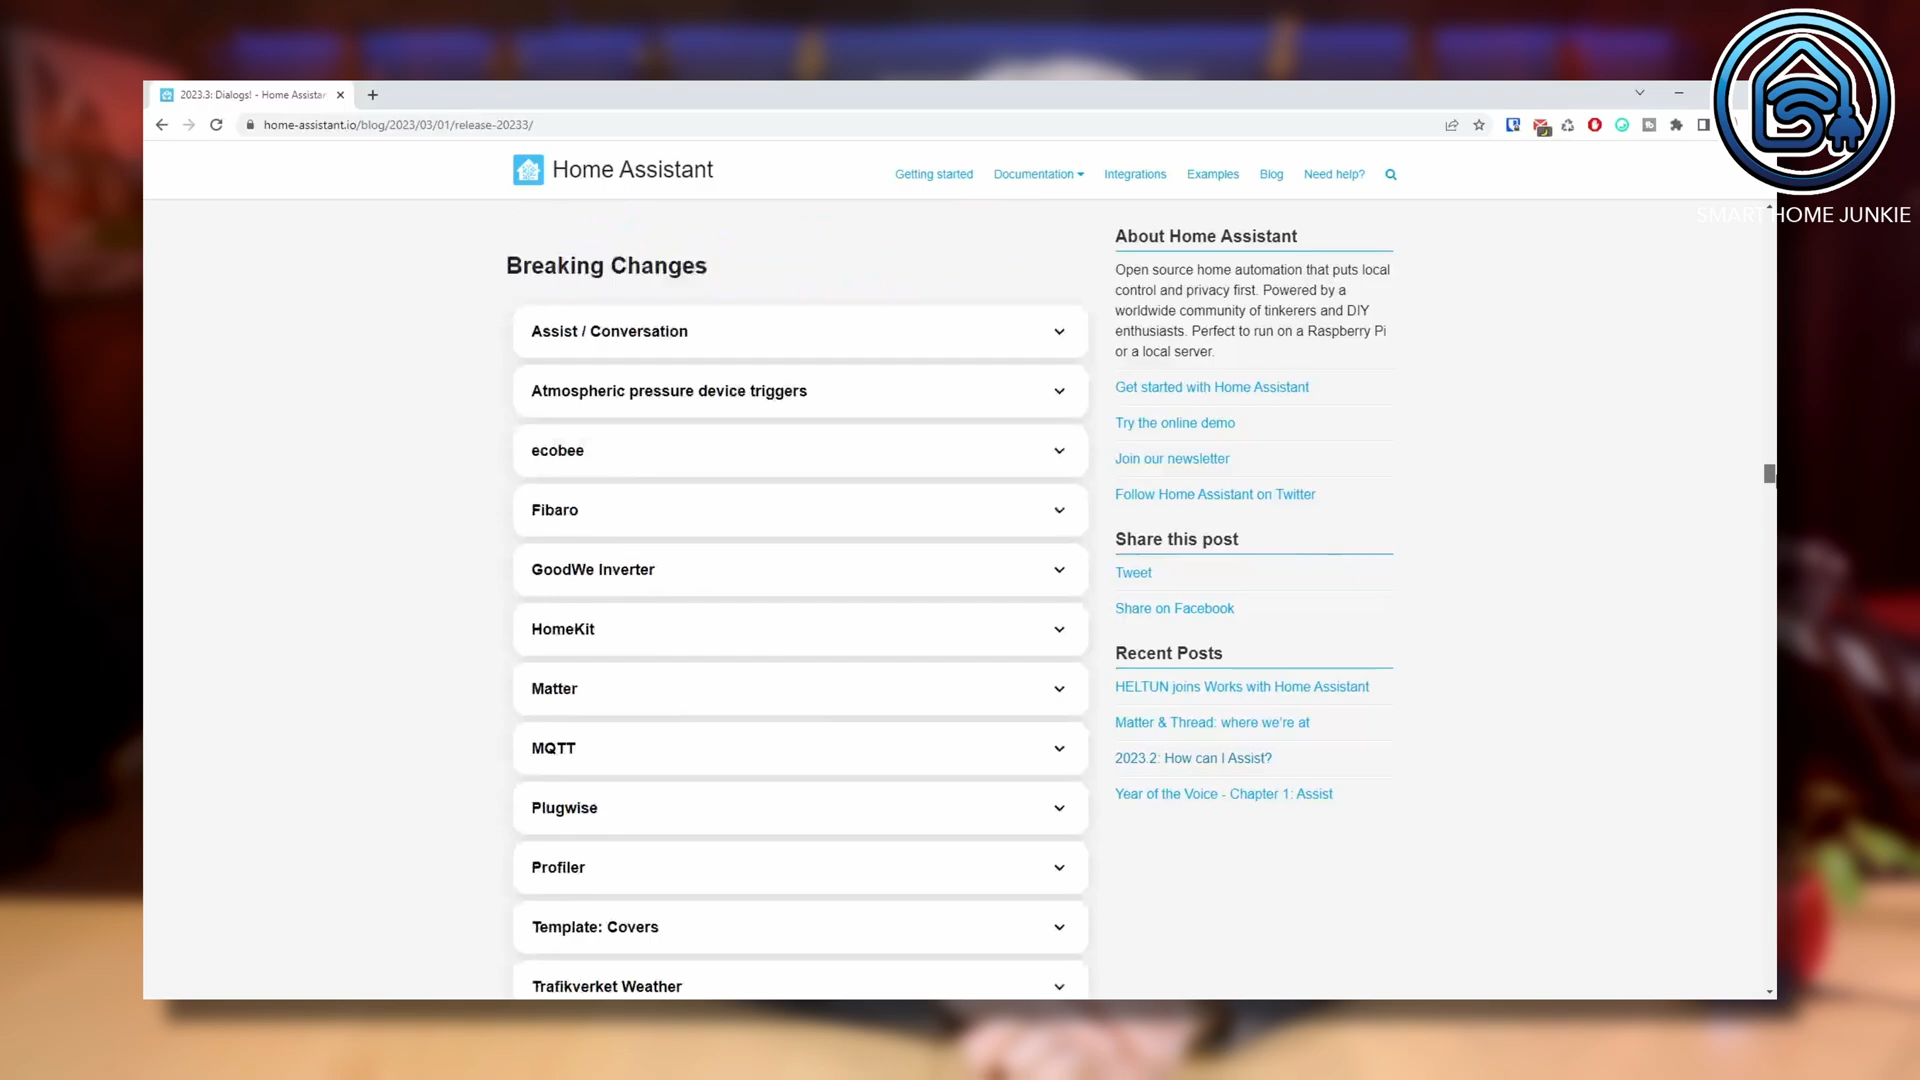 2023.3: Dialogs! - Home Assistan
home-assistant.io/blog/2023/03/01/release-20233/
Home Assistant
Getting started
Documentation
Integrations
Examples
Blog
Need help?
SMART HOME JUNKIE
Breaking Changes
Assist / Conversation
Atmospheric pressure device triggers
ecobee
Fibaro
GoodWe Inverter
HomeKit
Matter
MQTT
Plugwise
Profiler
Template: Covers
Trafikverket Weather
About Home Assistant
Open source home automation that puts local
control and privacy first. Powered by a
worldwide community of tinkerers and DIY
enthusiasts. Perfect to run on a Raspberry Pi
or a local server.
Get started with Home Assistant
Try the online demo
Join our newsletter
Follow Home Assistant on Twitter
Share this post
Tweet
Share on Facebook
Recent Posts
HELTUN joins Works with Home Assistant
Matter & Thread: where we're at
2023.2: How can I Assist?
Year of the Voice - Chapter 1: Assist